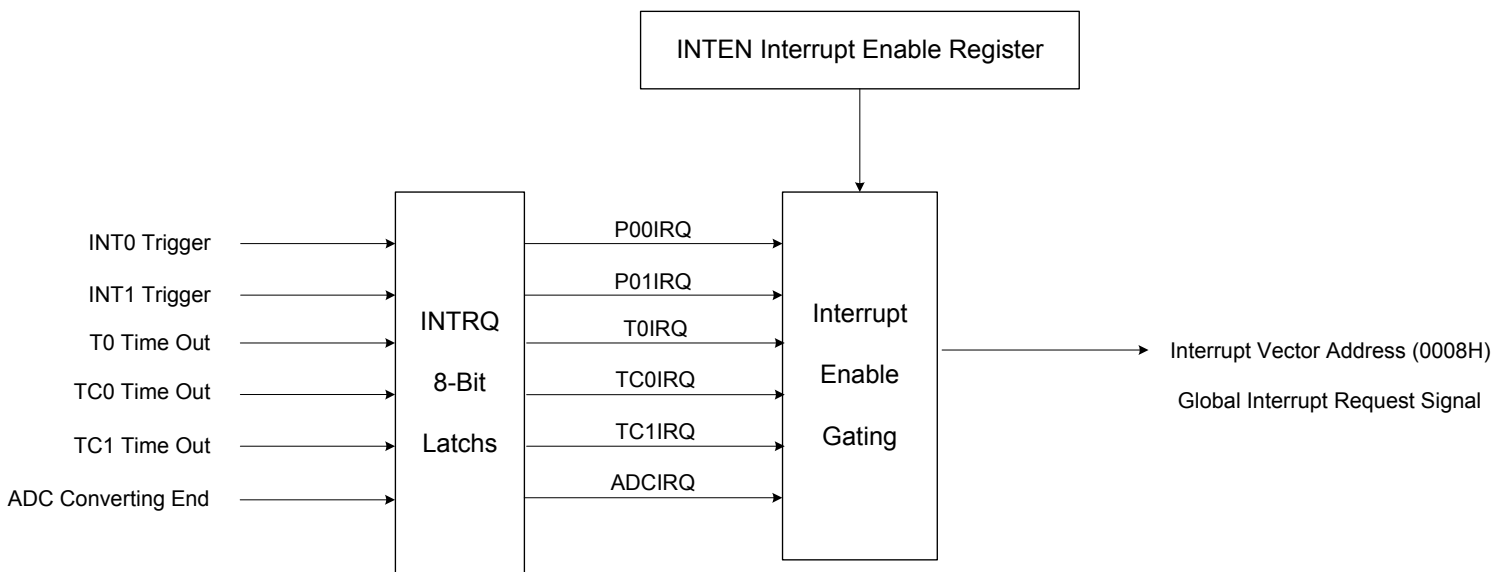 INTEN Interrupt Enable Register
INT0 Trigger
INT1 Trigger
T0 Time Out
TC0 Time Out
TC1 Time Out
ADC Converting End
INTRQ
8-Bit
Latchs
P00IRQ
P01IRQ
T0IRQ
TC0IRQ
TC1IRQ
ADCIRQ
Interrupt
Enable
Gating
Interrupt Vector Address (0008H)
Global Interrupt Request Signal